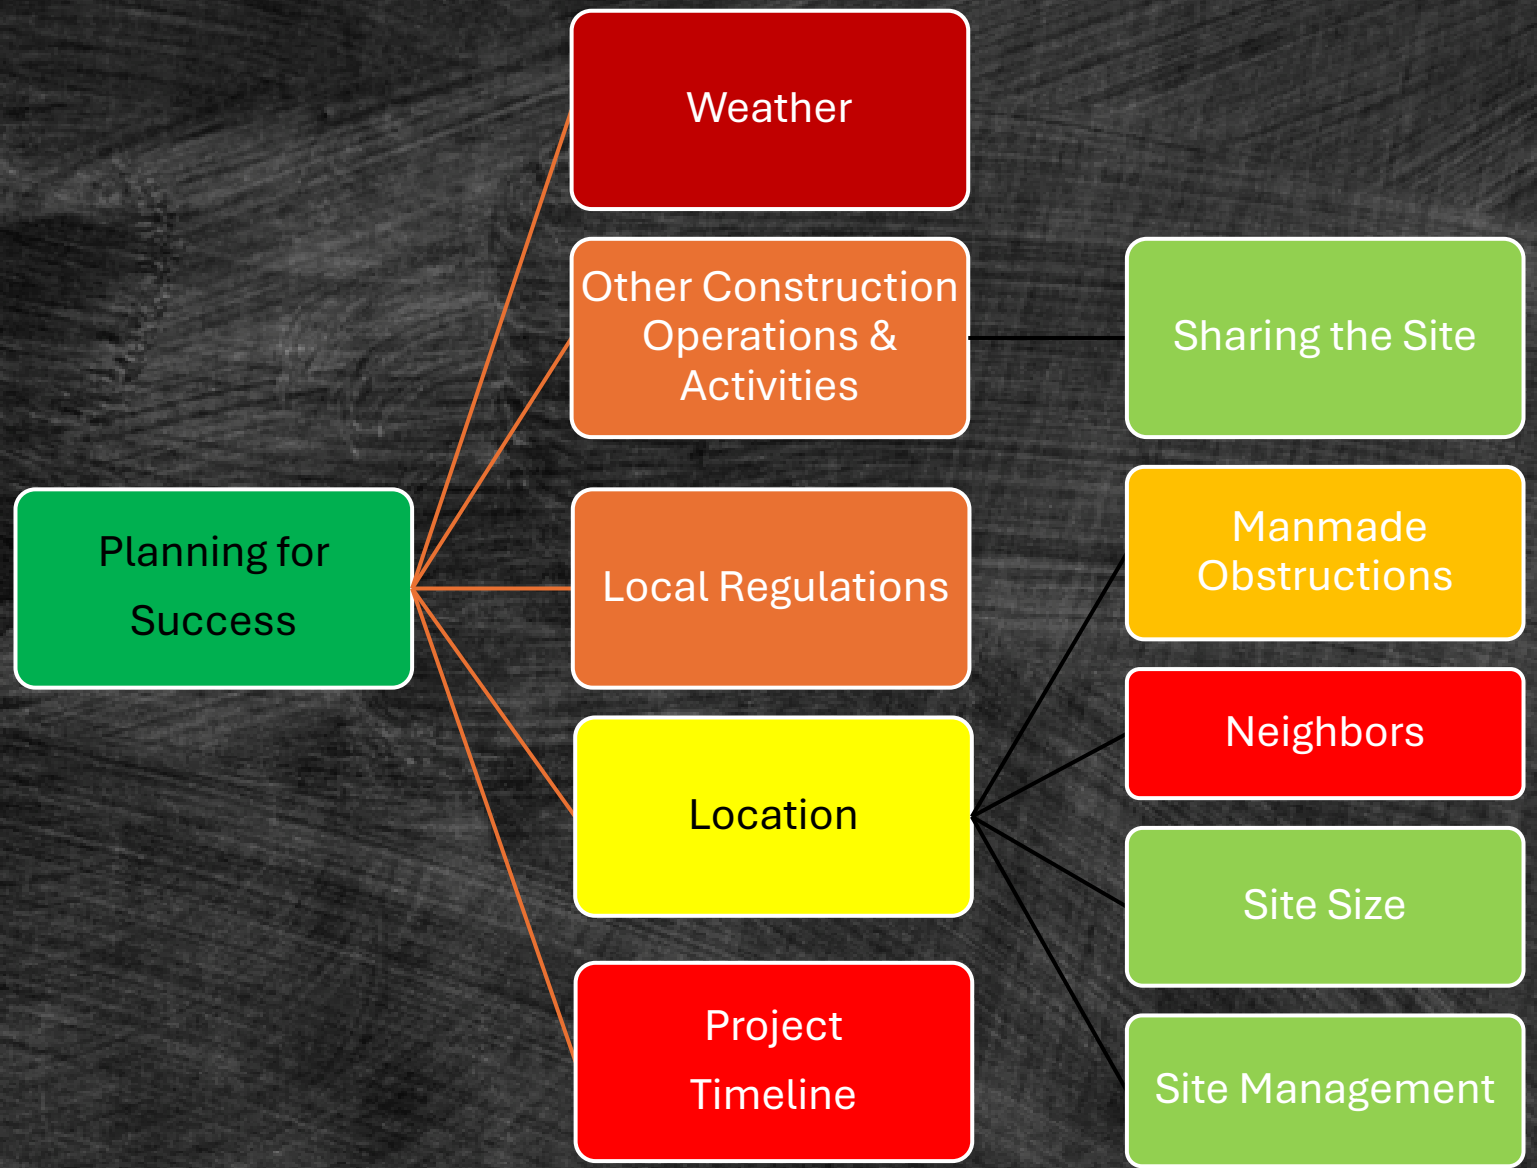 Weather
Other Construction
Operations &
Activities
Sharing the Site
Planning for
Success
Local Regulations
Manmade
Obstructions
Neighbors
Location
Site Size
Project
Timeline
Site Management